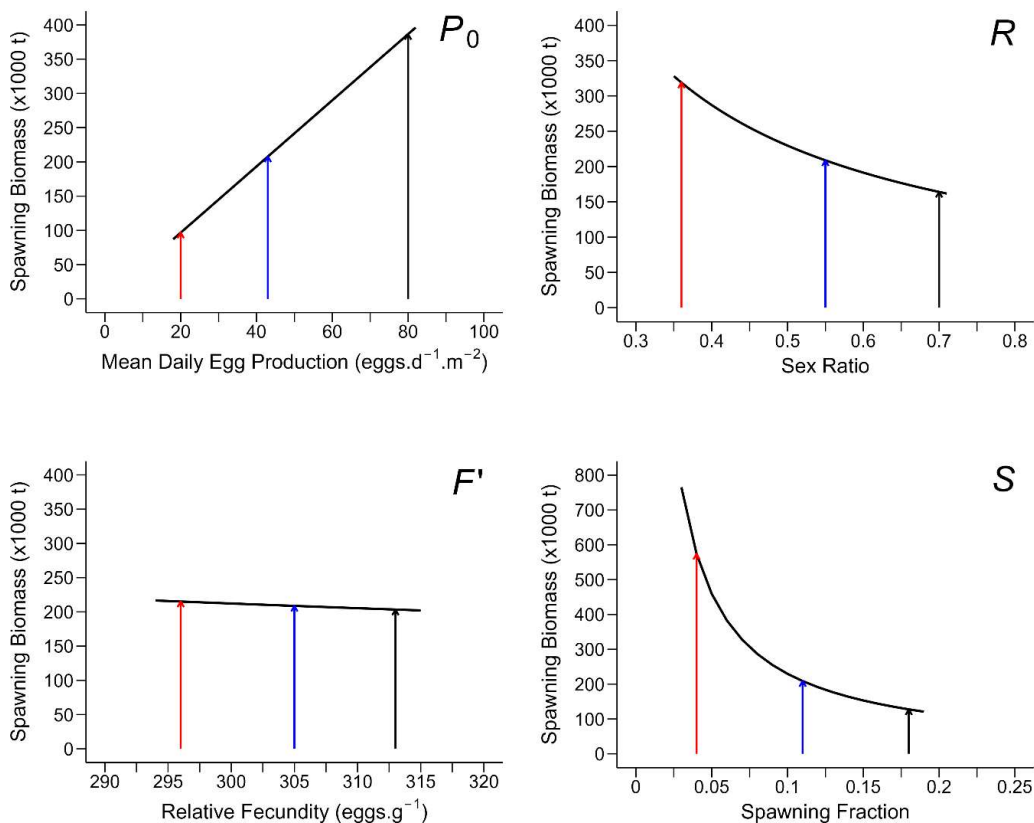 P0
Spawning Biomass (x1000 t)
400
350
300
250
200
150
100
50
0
0 20 40 60 80 100
Mean Daily Egg Production (eggs.d⁻¹.m⁻²)
R
Spawning Biomass (x1000 t)
400
350
300
250
200
150
100
50
0
0.3 0.4 0.5 0.6 0.7 0.8
Sex Ratio
F'
Spawning Biomass (x1000 t)
400
350
300
250
200
150
100
50
0
290 295 300 305 310 315 320
Relative Fecundity (eggs.g⁻¹)
S
Spawning Biomass (x1000 t)
800
700
600
500
400
300
200
100
0
0 0.05 0.1 0.15 0.2 0.25
Spawning Fraction